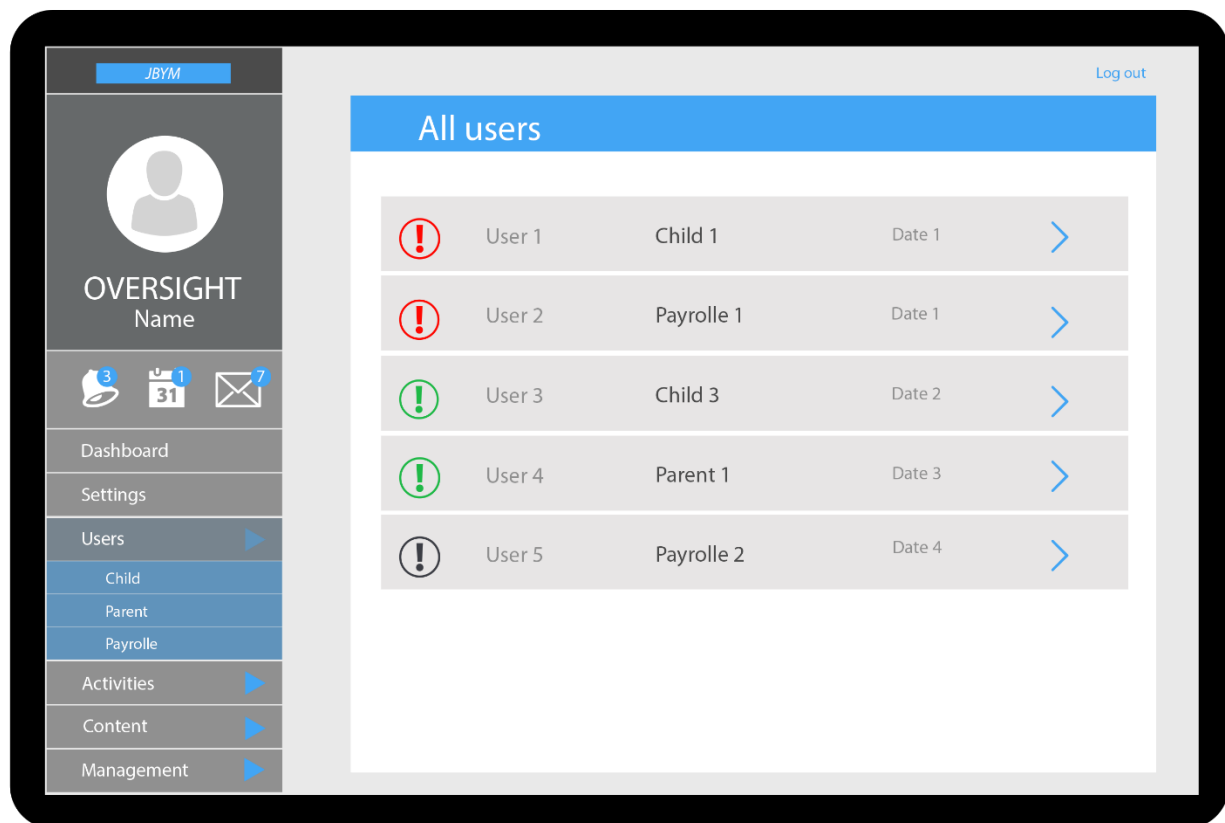 JBYM
OVERSIGHT
Name
3
1
31
7
Dashboard
Settings
Users
Child
Parent
Payrolle
Activities
Content
Management
Log out
All users
! User 1 Child 1 Date 1
! User 2 Payrolle 1 Date 1
! User 3 Child 3 Date 2
! User 4 Parent 1 Date 3
! User 5 Payrolle 2 Date 4